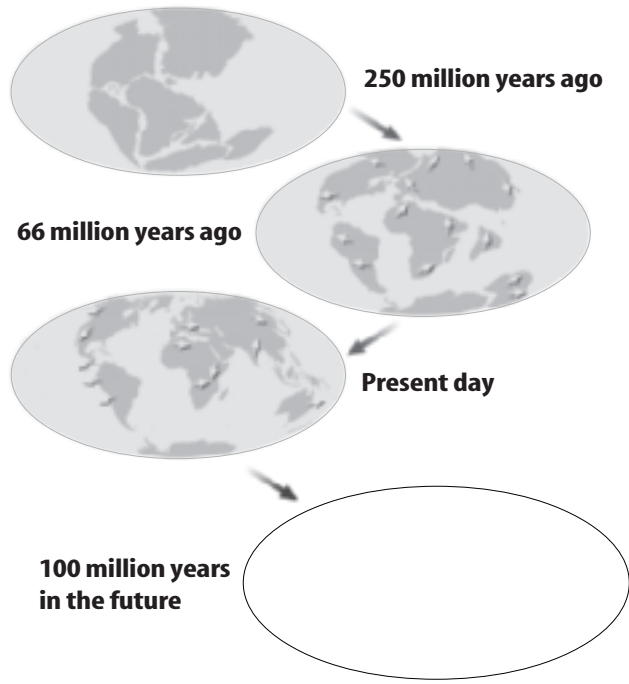 250 million years ago
66 million years ago
Present day
100 million years
in the future